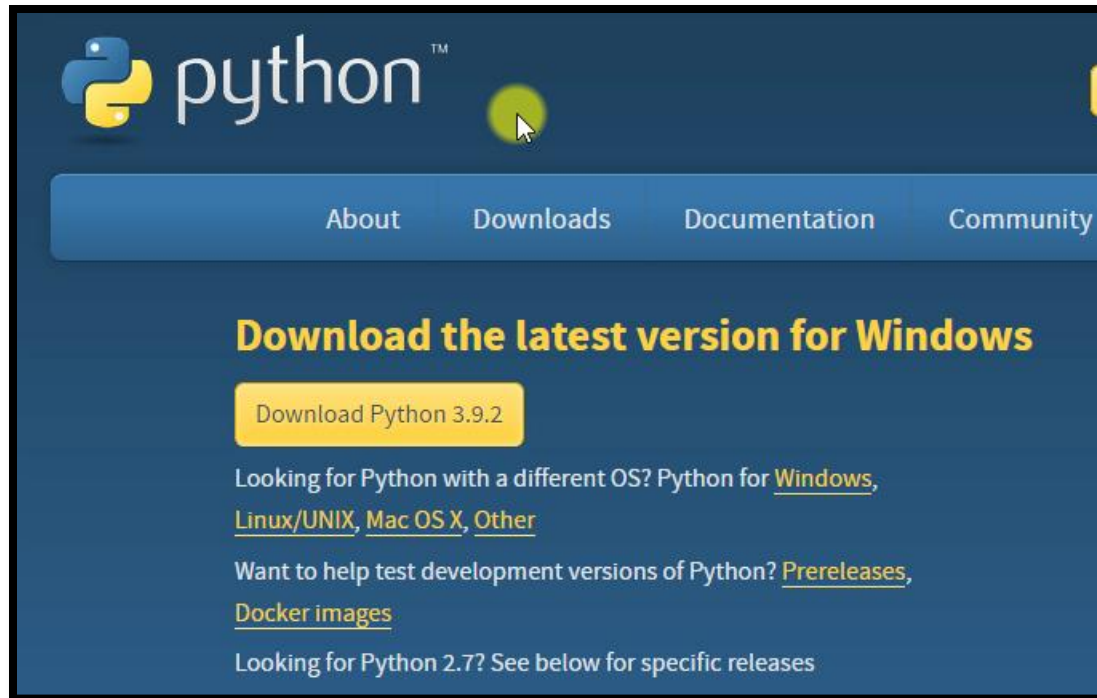 python™
About Downloads Documentation Community
Download the latest version for Windows
Download Python 3.9.2
Looking for Python with a different OS? Python for Windows,
Linux/UNIX, Mac OS X, Other
Want to help test development versions of Python? Prereleases,
Docker images
Looking for Python 2.7? See below for specific releases